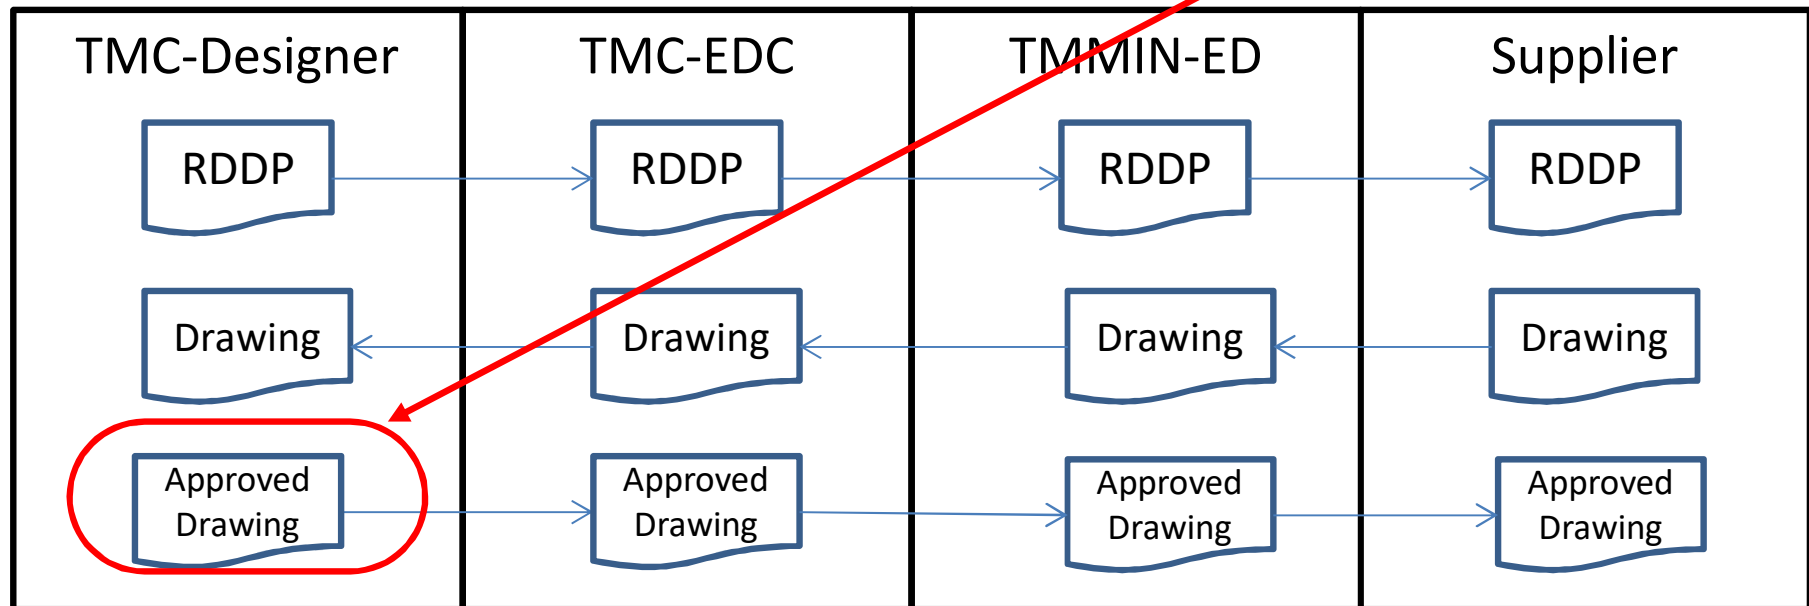 TMC-Designer
TMC-EDC
TMMIN-ED
Supplier
RDDP
RDDP
RDDP
RDDP
Drawing
Drawing
Drawing
Drawing
Approved
Drawing
Approved
Drawing
Approved
Drawing
Approved
Drawing